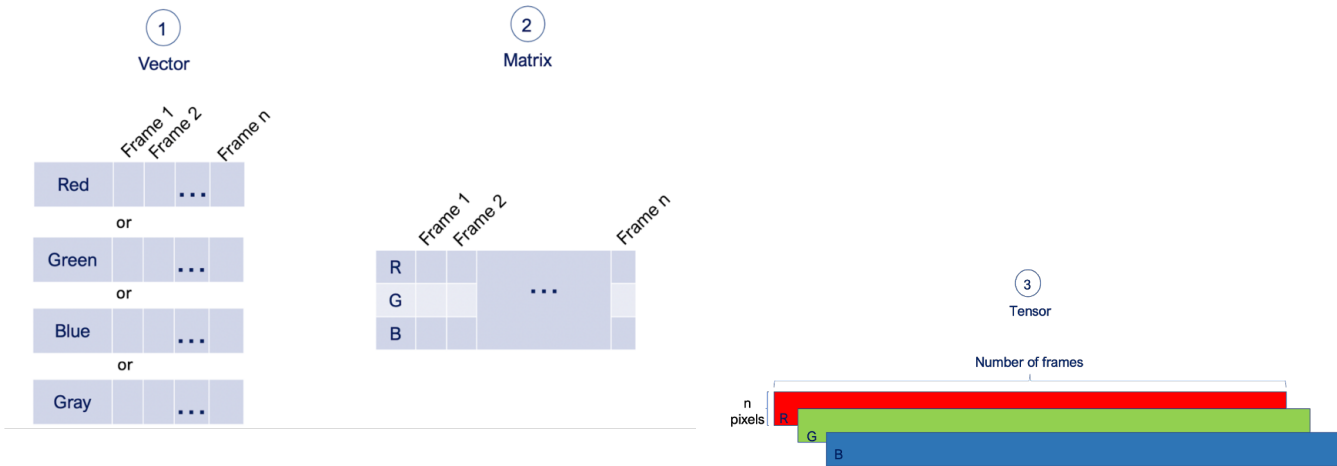 1
Vector
Frame 1
Frame 2
Frame n
Red ...
or
Green ...
or
Blue ...
or
Gray ...
2
Matrix
Frame 1
Frame 2
Frame n
R
...
G
B
3
Tensor
Number of frames
n
pixels
R
G
B